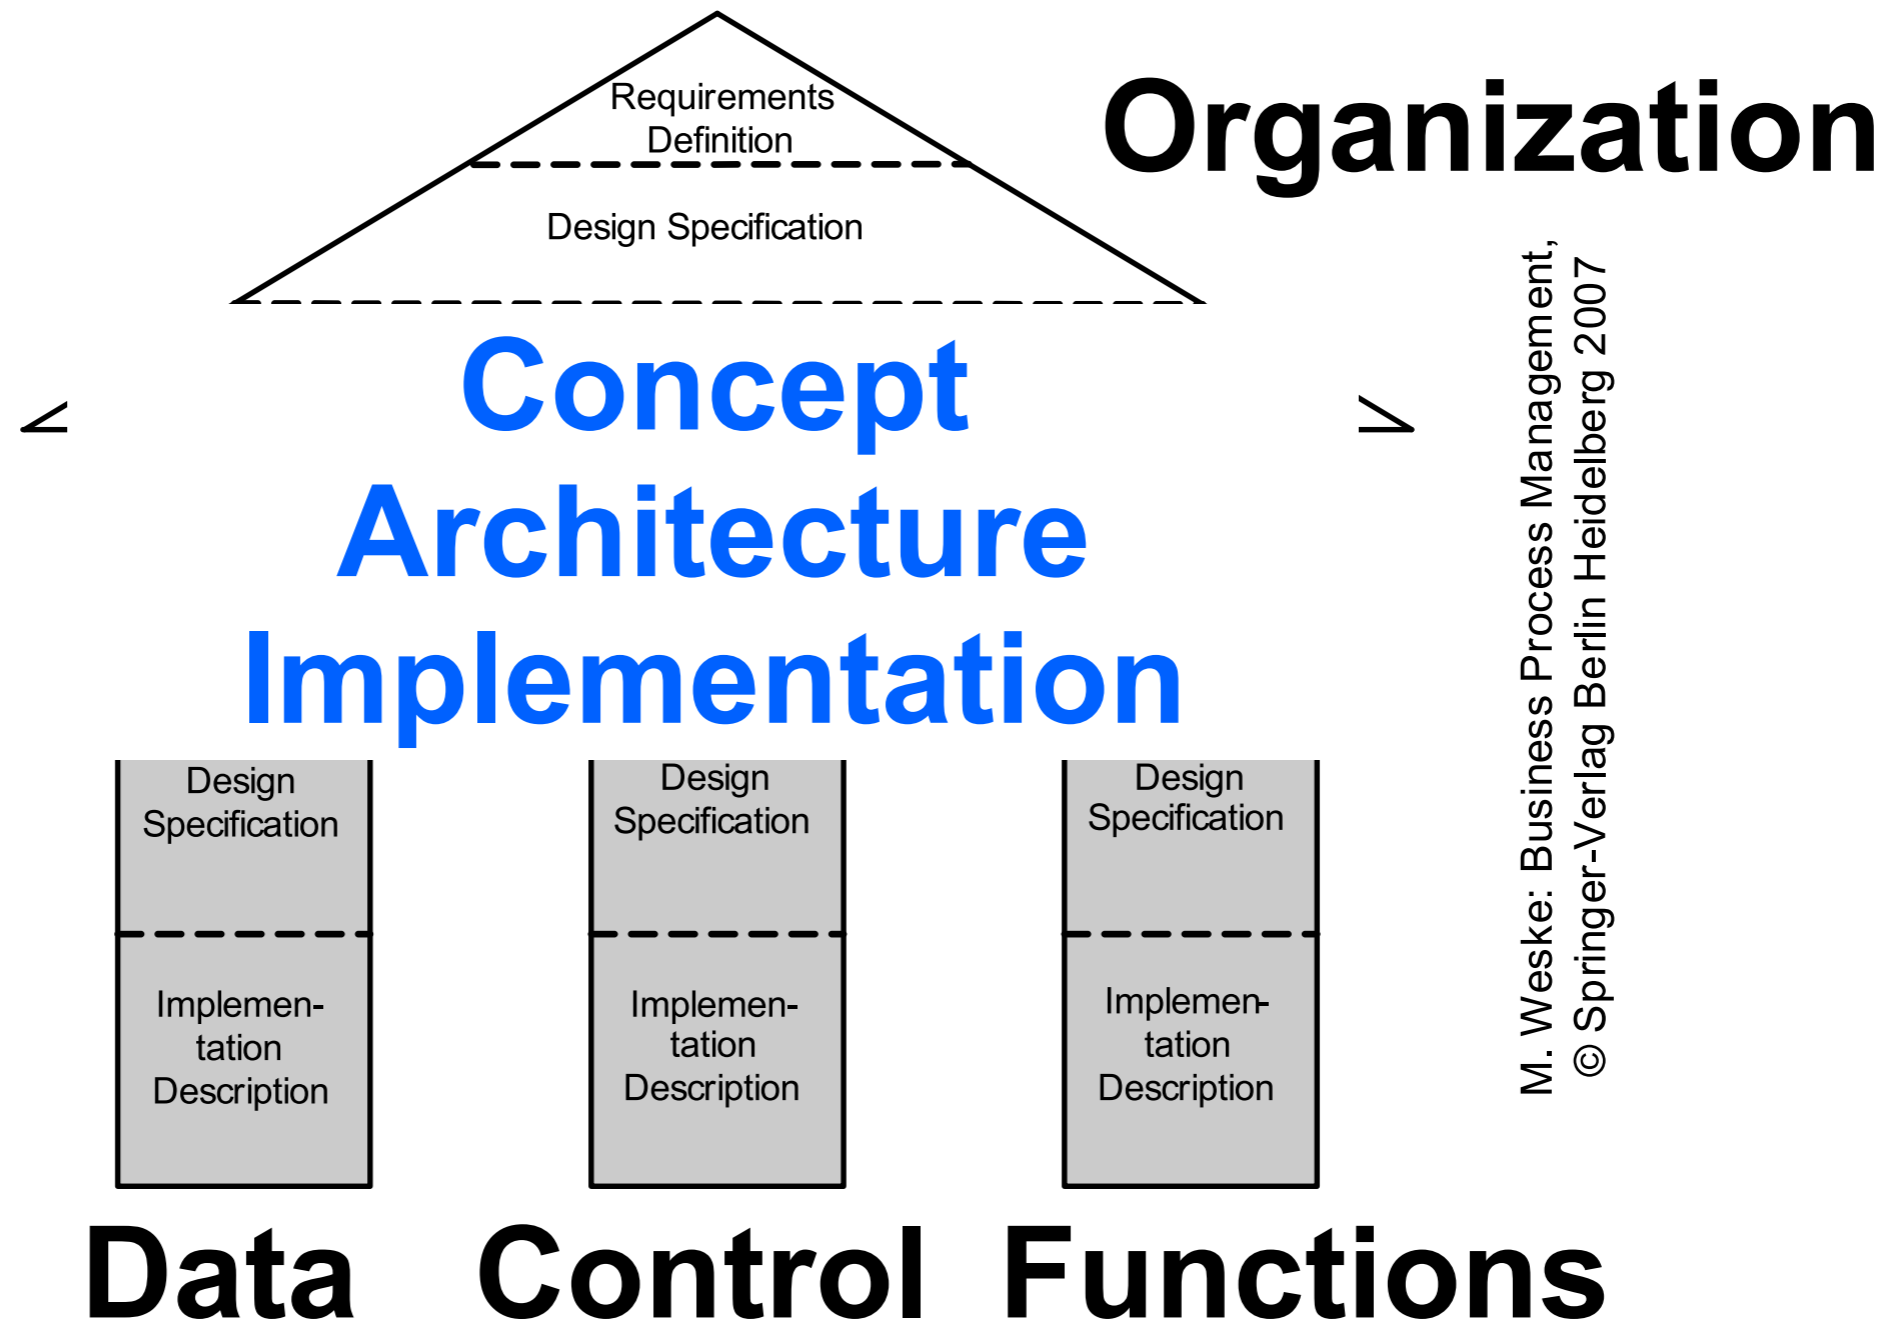 Requirements
Definition
Organization
Design Specification
Concept
Architecture
Implementation
Design
Specification
Implemen-
tation
Description
Design
Specification
Implemen-
tation
Description
Design
Specification
Implemen-
tation
Description
Data
Control
Functions
M. Weske: Business Process Management,
© Springer-Verlag Berlin Heidelberg 2007